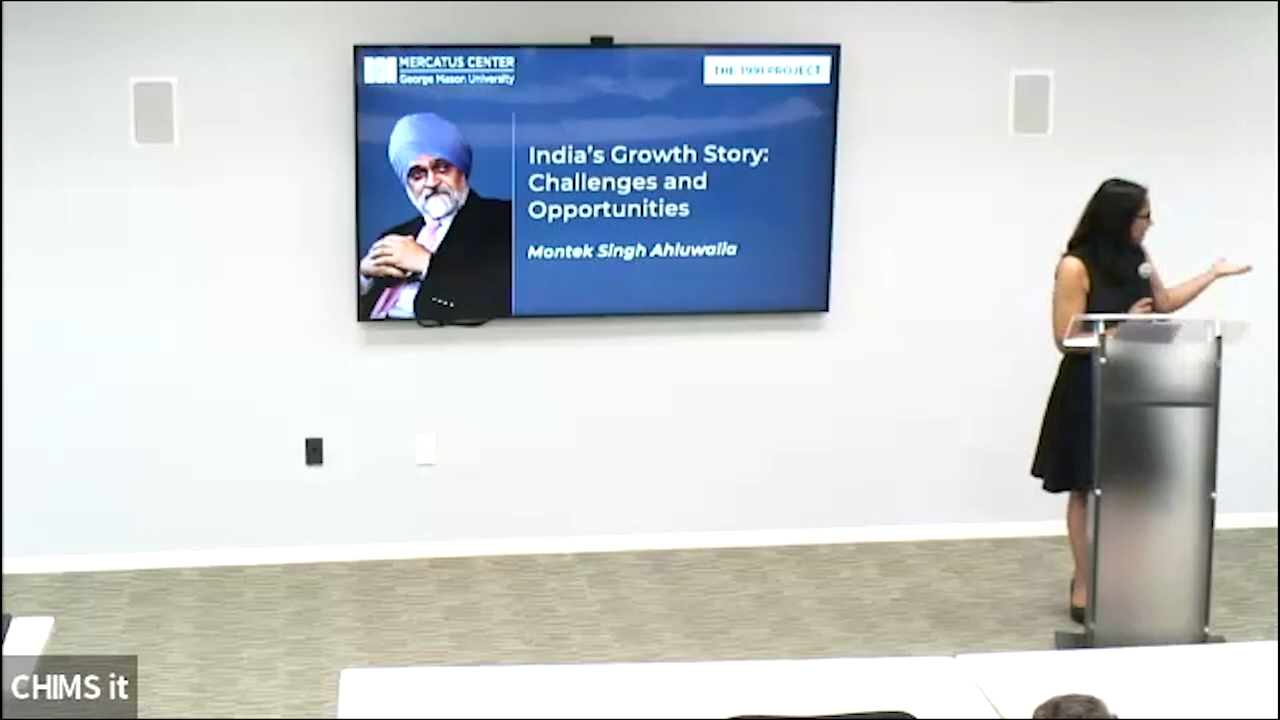 MERCATUS CENTER
George Mason University
THE 1991 PROJECT
India's Growth Story:
Challenges and
Opportunities
Montek Singh Ahluwalia
CHIMS it